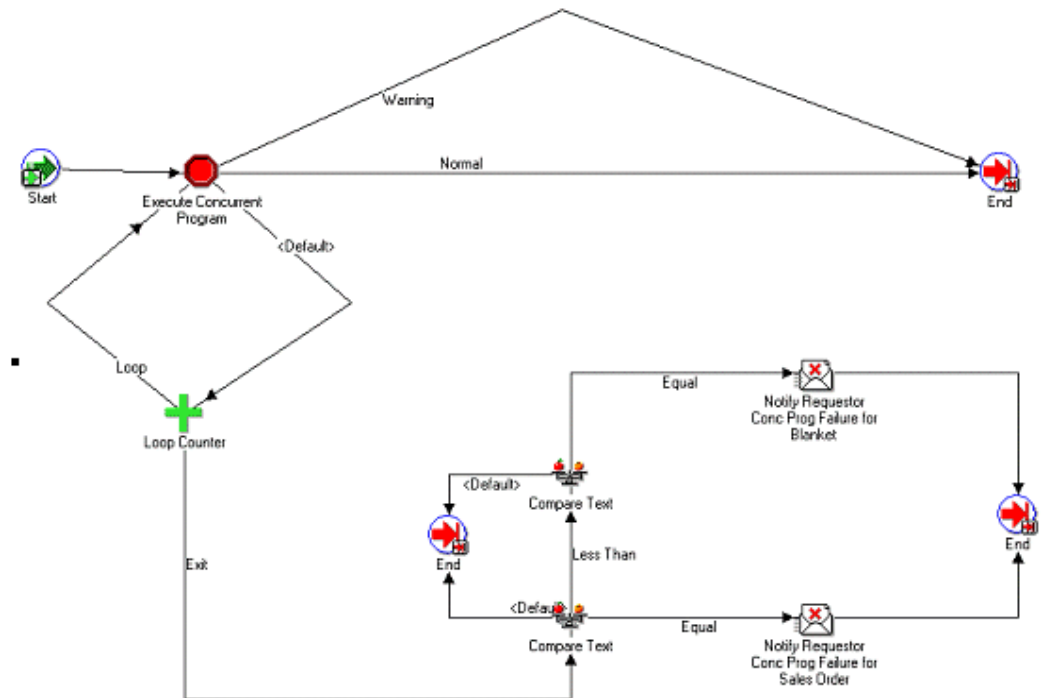 Warning
Normal
Start
Execute Concurrent
Program
End
<Default>
Loop
Loop Counter
Equal
Notify Requestor
Conc Prog Failure for
Blanket
<Default>
Compare Text
End
End
Exit
Less Than
<Defau
Compare Text
Equal
Notify Requestor
Conc Prog Failure for
Sales Order